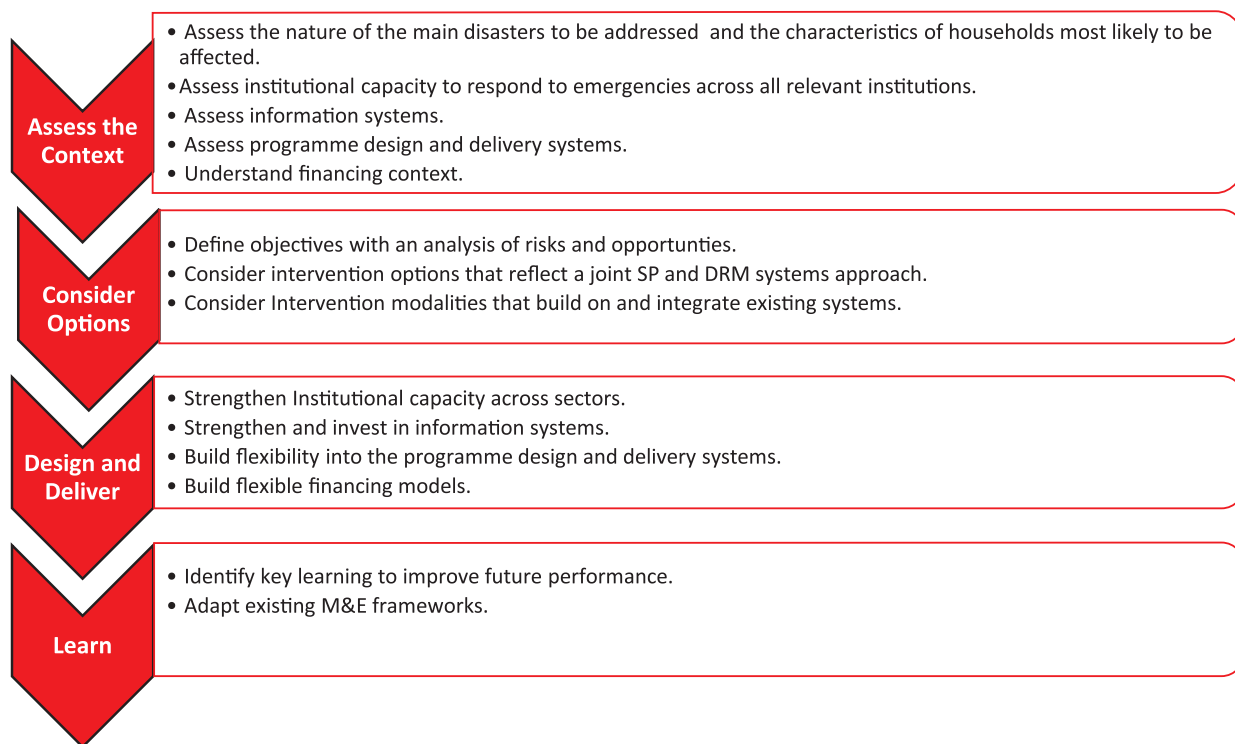 Assess the
Context
• Assess the nature of the main disasters to be addressed and the characteristics of households most likely to be
affected.
• Assess institutional capacity to respond to emergencies across all relevant institutions.
• Assess information systems.
• Assess programme design and delivery systems.
• Understand financing context.
Consider
Options
• Define objectives with an analysis of risks and opportunties.
• Consider intervention options that reflect a joint SP and DRM systems approach.
• Consider Intervention modalities that build on and integrate existing systems.
Design and
Deliver
• Strengthen Institutional capacity across sectors.
• Strengthen and invest in information systems.
• Build flexibility into the programme design and delivery systems.
• Build flexible financing models.
Learn
• Identify key learning to improve future performance.
• Adapt existing M&E frameworks.